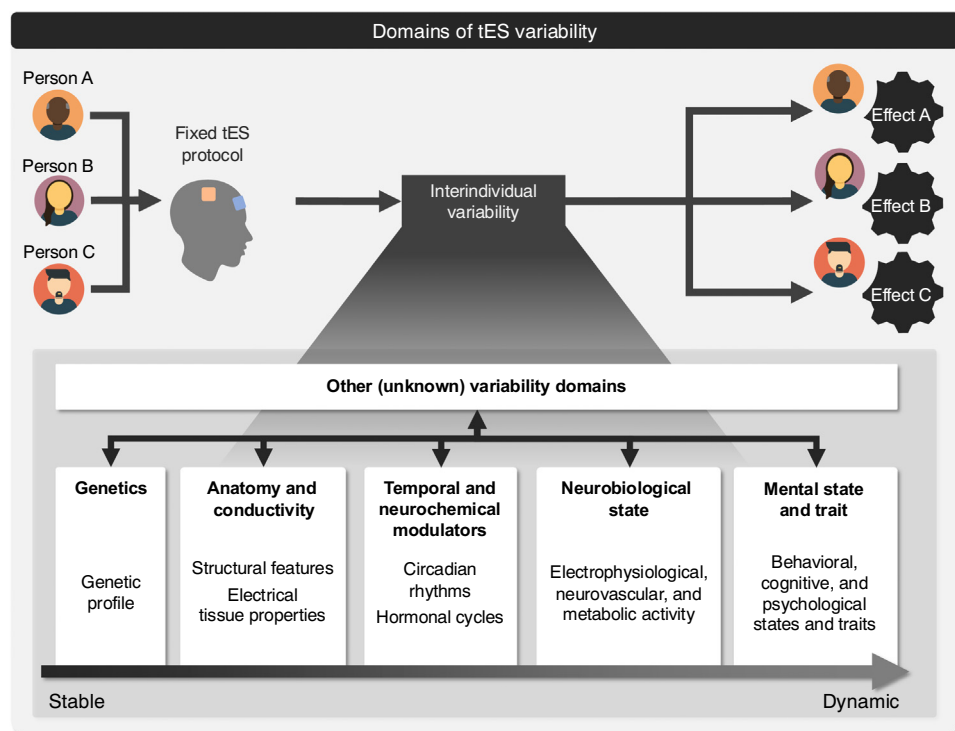 Domains of tES variability
Person A
Person B
Person C
Fixed tES
protocol
Interindividual
variability
Effect A
Effect B
Effect C
Other (unknown) variability domains
Genetics
Genetic
profile
Anatomy and
conductivity
Structural features
Electrical
tissue properties
Temporal and
neurochemical
modulators
Circadian
rhythms
Hormonal cycles
Neurobiological
state
Electrophysiological,
neurovascular, and
metabolic activity
Mental state
and trait
Behavioral,
cognitive, and
psychological
states and traits
Stable
Dynamic